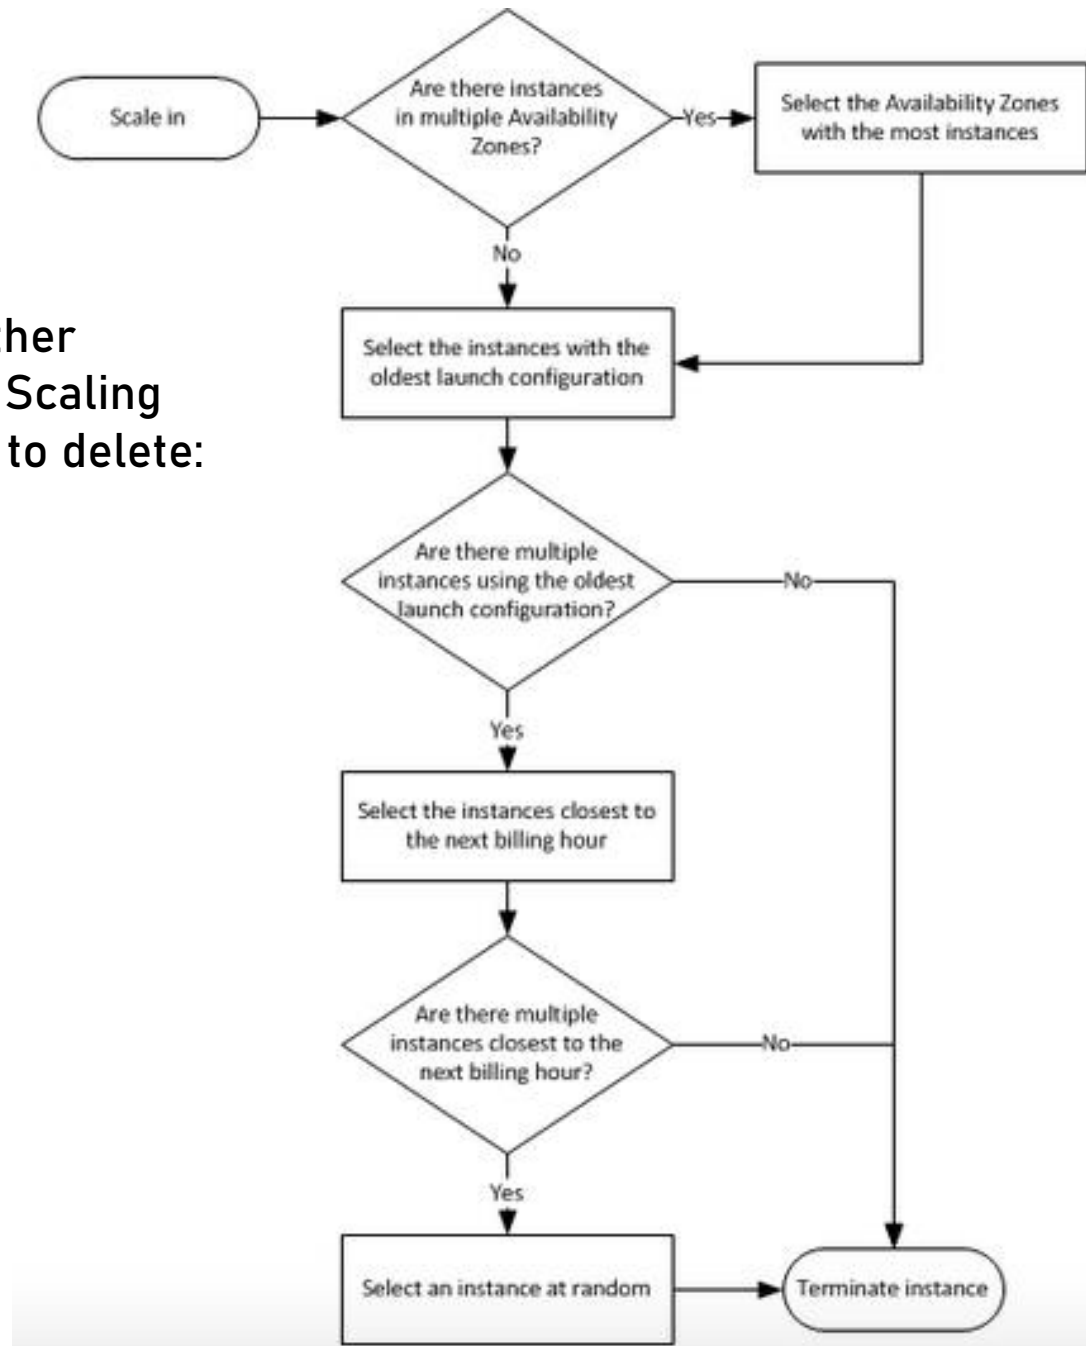 Scale in
Are there instances
in multiple Availability
Zones?
Yes
Select the Availability Zones
with the most instances
No
Select the instances with the
oldest launch configuration
ther
Scaling
to delete:
Are there multiple
instances using the oldest
launch configuration?
No
Yes
Select the instances closest to
the next billing hour
Are there multiple
instances closest to the
next billing hour?
No
Yes
Select an instance at random
Terminate instance